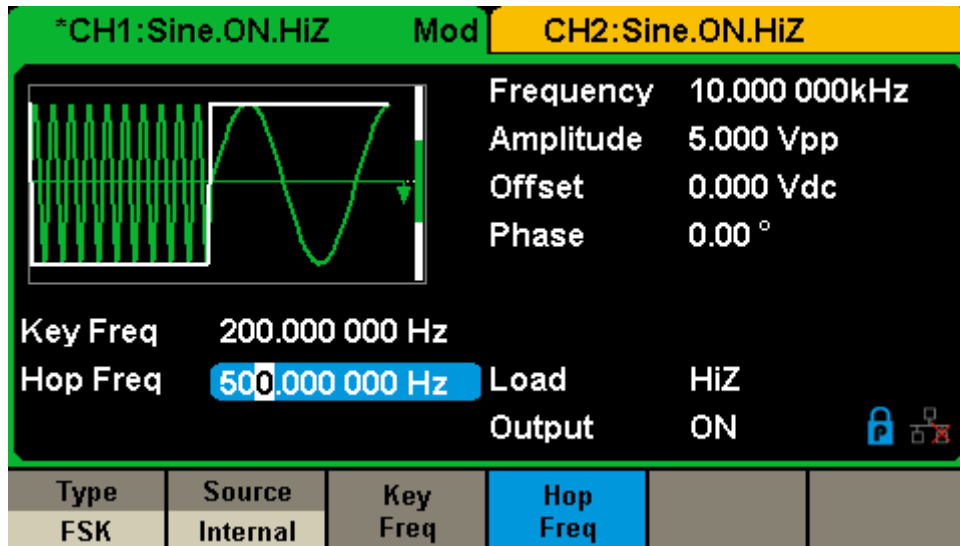 *CH1:Sine.ON.HiZ Mod CH2:Sine.ON.HiZ
Frequency 10.000 000kHz
Amplitude 5.000 Vpp
Offset 0.000 Vdc
Phase 0.00 °
Key Freq 200.000 000 Hz
Hop Freq 500.000 000 Hz Load HiZ
Output ON P
Type Source Key Hop
FSK Internal Freq Freq